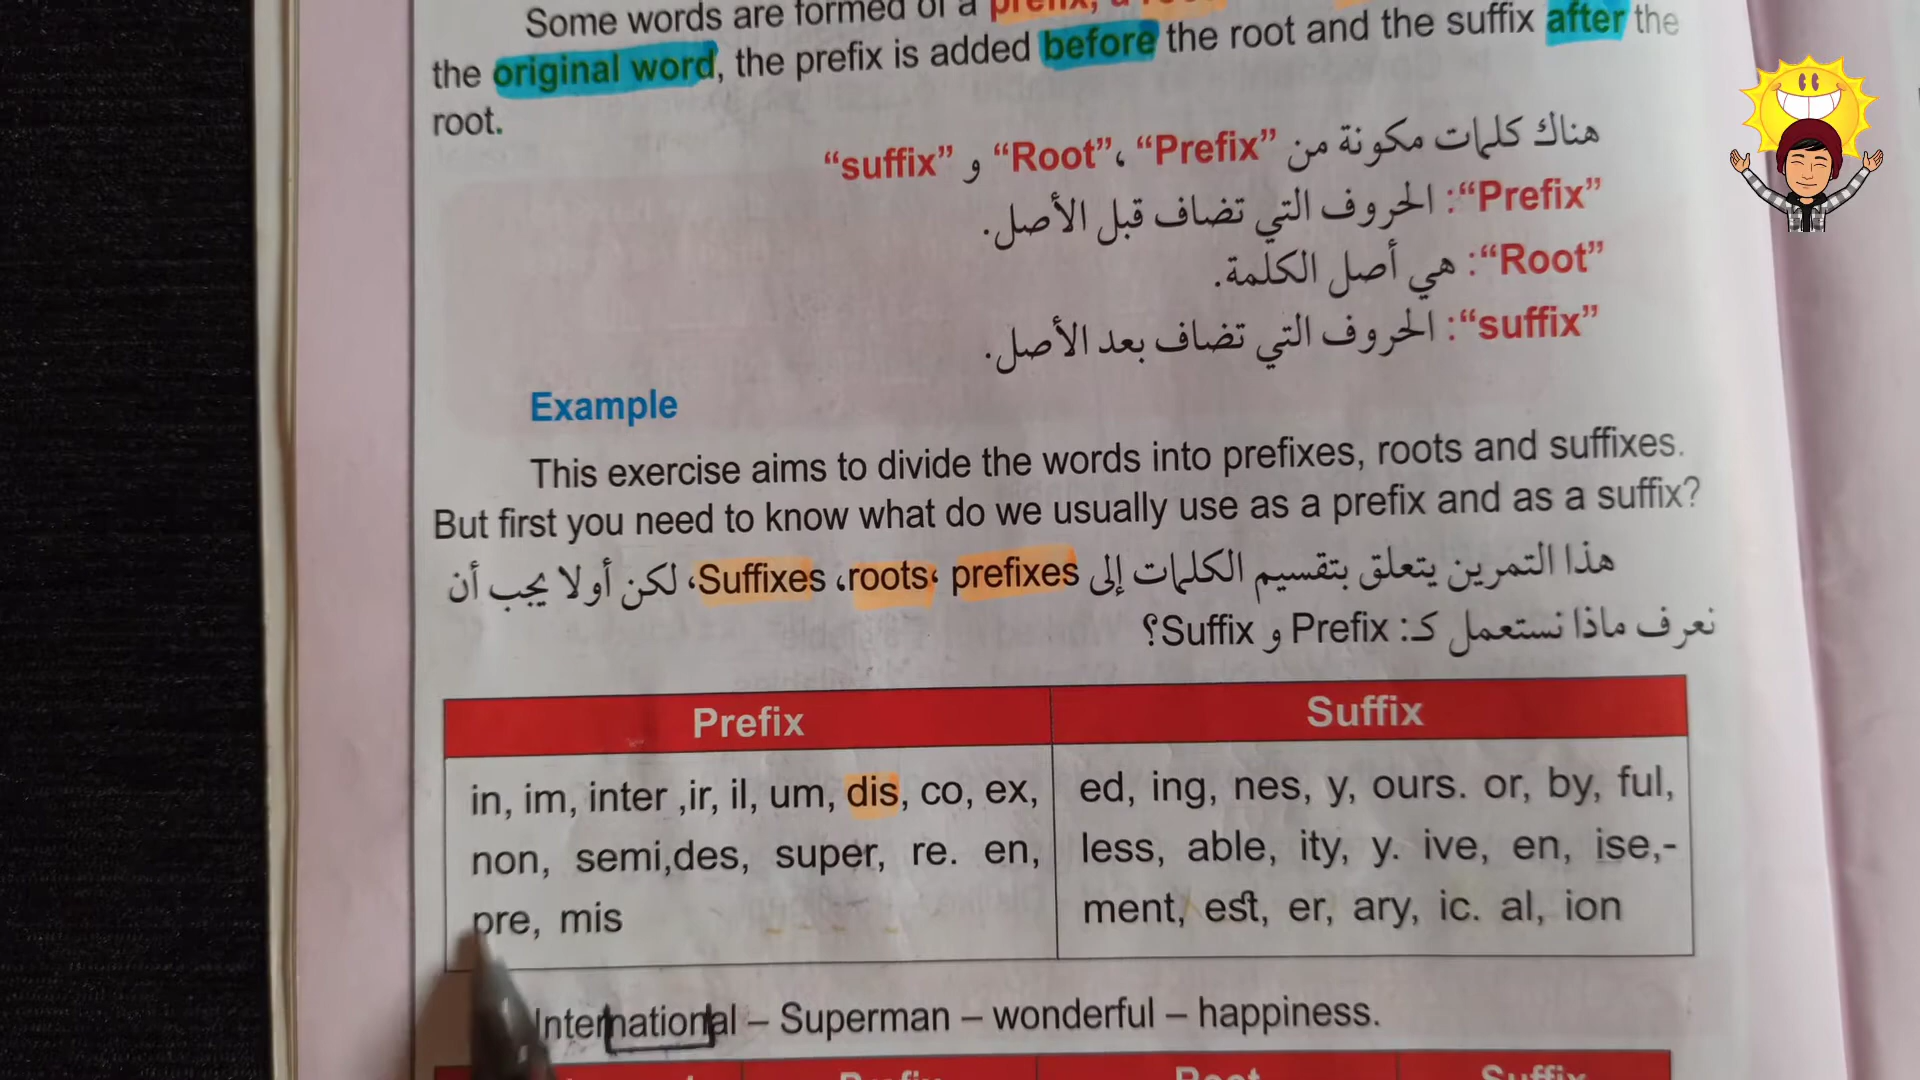 Some words are formed of a prefix, a
the original word, the prefix is added before the root and the suffix after the
root.
هناك كلمات مكونة من “Prefix”، “Root” و “suffix”
“Prefix”: الحروف التي تضاف قبل الأصل.
“Root”: هي أصل الكلمة.
“suffix”: الحروف التي تضاف بعد الأصل.
Example
This exercise aims to divide the words into prefixes, roots and suffixes.
But first you need to know what do we usually use as a prefix and as a suffix?
هذا التمرين يتعلق بتقسيم الكلمات إلى prefixes ،roots ،Suffixes، لكن أولا يجب أن
نعرف ماذا نستعمل كـ: Prefix و Suffix؟
Prefix
Suffix
in, im, inter ,ir, il, um, dis, co, ex,
non, semi,des, super, re. en,
pre, mis
ed, ing, nes, y, ours. or, by, ful,
less, able, ity, y. ive, en, ise,-
ment, est, er, ary, ic. al, ion
International – Superman – wonderful – happiness.
Prefix Root Suffix